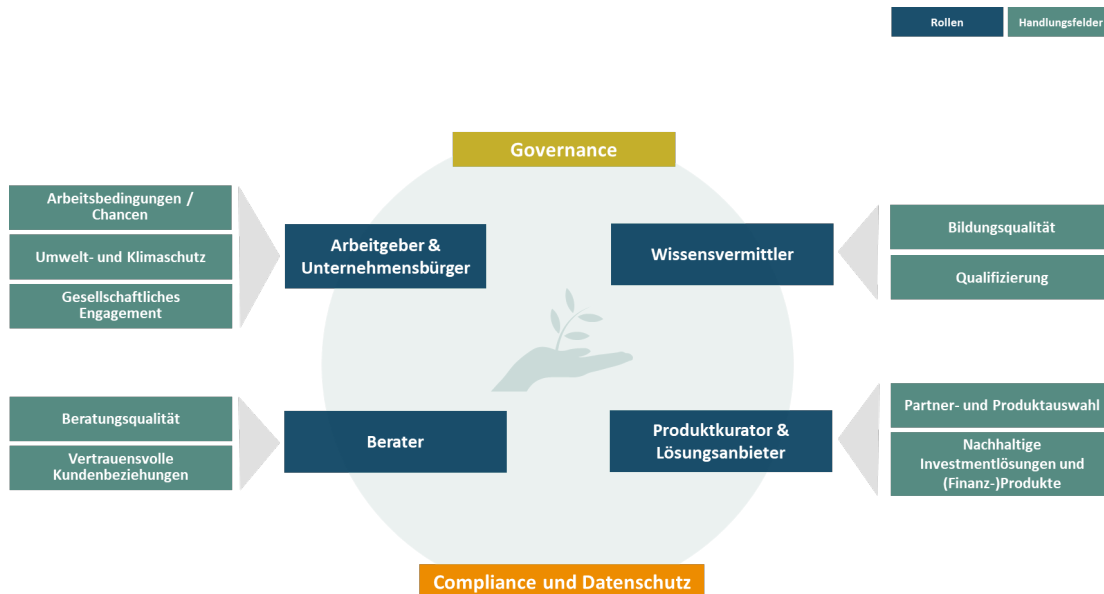 Rollen
Handlungsfelder
Governance
Arbeitsbedingungen /
Chancen
Umwelt- und Klimaschutz
Gesellschaftliches
Engagement
Arbeitgeber &
Unternehmensbürger
Wissensvermittler
Bildungsqualität
Qualifizierung
Beratungsqualität
Vertrauensvolle
Kundenbeziehungen
Berater
Produktkurator &
Lösungsanbieter
Partner- und Produktauswahl
Nachhaltige
Investmentlösungen und
(Finanz-)Produkte
Compliance und Datenschutz